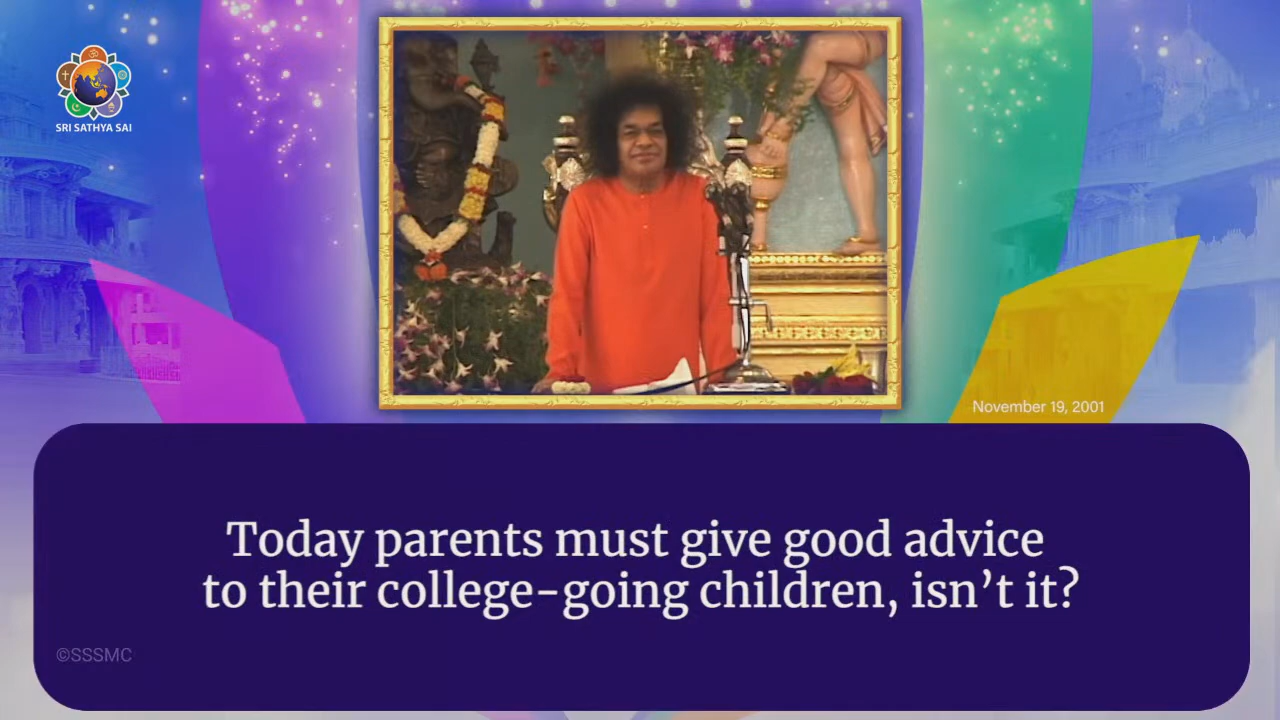 SRI SATHYA SAI
November 19, 2001
Today parents must give good advice
to their college-going children, isn’t it?
©SSSMC